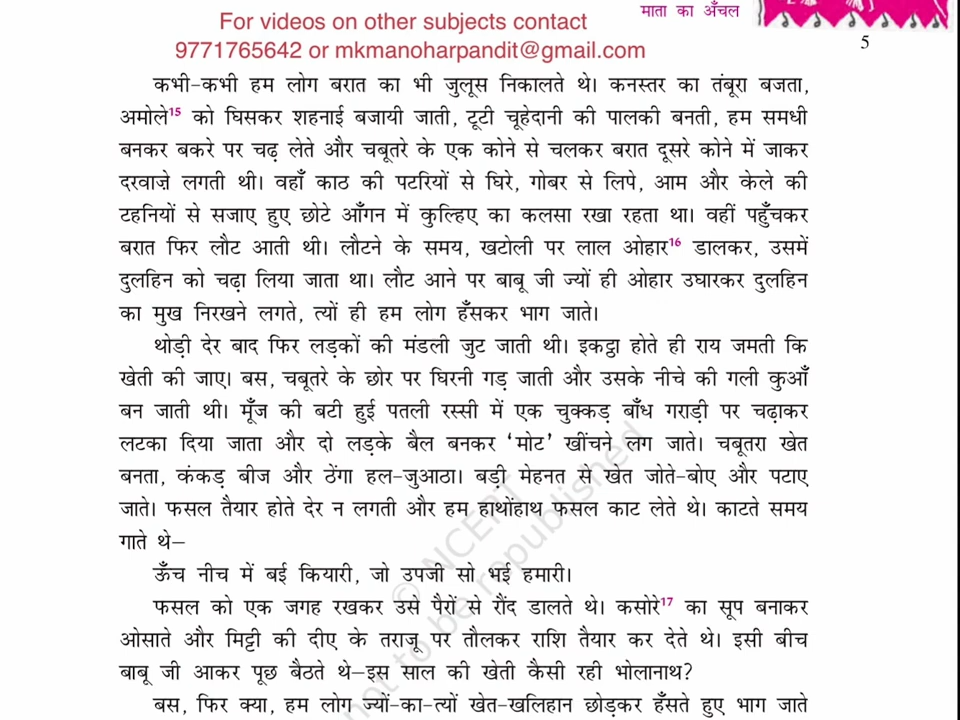 For videos on other subjects contact
9771765642 or mkmanoharpandit@gmail.com
माता का अँचल
5
कभी-कभी हम लोग बरात का भी जुलूस निकालते थे। कनस्तर का तंबूरा बजता,
अमोले15 को घिसकर शहनाई बजायी जाती, टूटी चूहेदानी की पालकी बनती, हम समधी
बनकर बकरे पर चढ़ लेते और चबूतरे के एक कोने से चलकर बरात दूसरे कोने में जाकर
दरवाज़े लगती थी। वहाँ काठ की पटरियों से घिरे, गोबर से लिपे, आम और केले की
टहनियों से सजाए हुए छोटे आँगन में कुल्हिए का कलसा रखा रहता था। वहीं पहुँचकर
बरात फिर लौट आती थी। लौटने के समय, खटोली पर लाल ओहार16 डालकर, उसमें
दुलहिन को चढ़ा लिया जाता था। लौट आने पर बाबू जी ज्यों ही ओहार उघारकर दुलहिन
का मुख निरखने लगते, त्यों ही हम लोग हँसकर भाग जाते।
थोड़ी देर बाद फिर लड़कों की मंडली जुट जाती थी। इकट्ठा होते ही राय जमती कि
खेती की जाए। बस, चबूतरे के छोर पर घिरनी गड़ जाती और उसके नीचे की गली कुआँ
बन जाती थी। मूँज की बटी हुई पतली रस्सी में एक चुक्कड़ बाँध गराड़ी पर चढ़ाकर
लटका दिया जाता और दो लड़के बैल बनकर ‘मोट’ खींचने लग जाते। चबूतरा खेत
बनता, कंकड़ बीज और ठेंगा हल-जुआठा। बड़ी मेहनत से खेत जोते-बोए और पटाए
जाते। फसल तैयार होते देर न लगती और हम हाथोंहाथ फसल काट लेते थे। काटते समय
गाते थे–
ऊँच नीच में बई कियारी, जो उपजी सो भई हमारी।
फसल को एक जगह रखकर उसे पैरों से रौंद डालते थे। कसोरे17 का सूप बनाकर
ओसाते और मिट्टी की दीए के तराजू पर तौलकर राशि तैयार कर देते थे। इसी बीच
बाबू जी आकर पूछ बैठते थे–इस साल की खेती कैसी रही भोलानाथ?
बस, फिर क्या, हम लोग ज्यों-का-त्यों खेत-खलिहान छोड़कर हँसते हुए भाग जाते
© NCERT
not to be republished